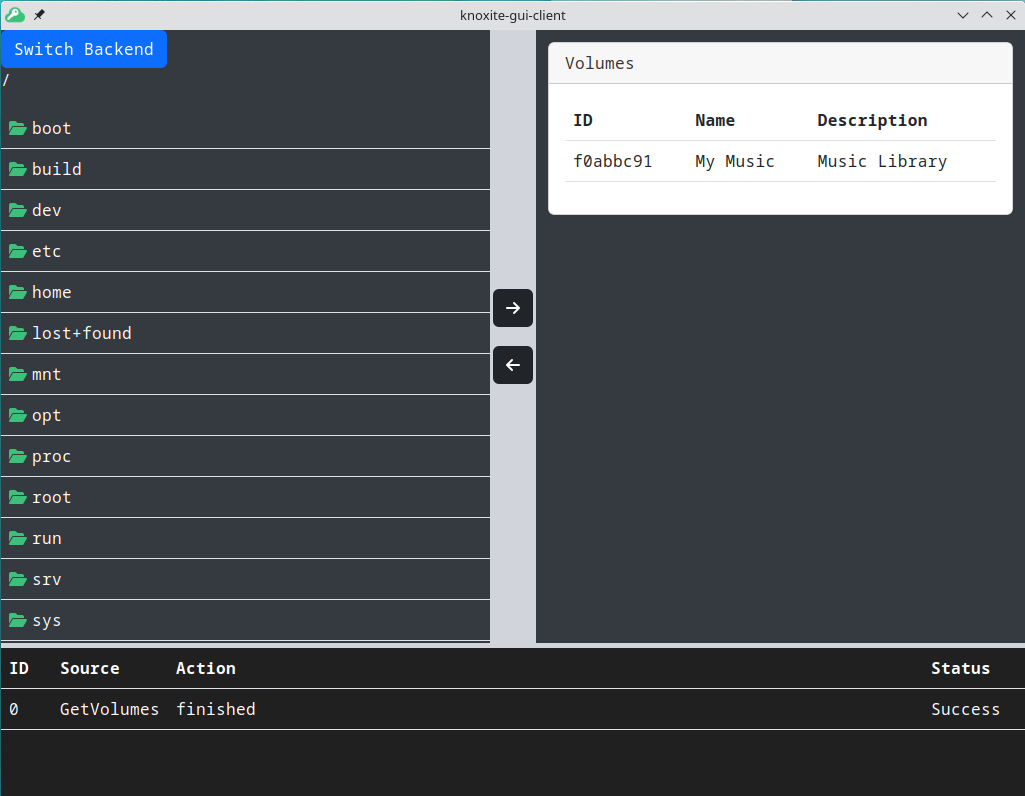 knoxite-gui-client
Switch Backend
/
boot
build
dev
etc
home
lost+found
mnt
opt
proc
root
run
srv
sys
Volumes
ID Name Description
f0abbc91 My Music Music Library
ID Source Action Status
0 GetVolumes finished Success